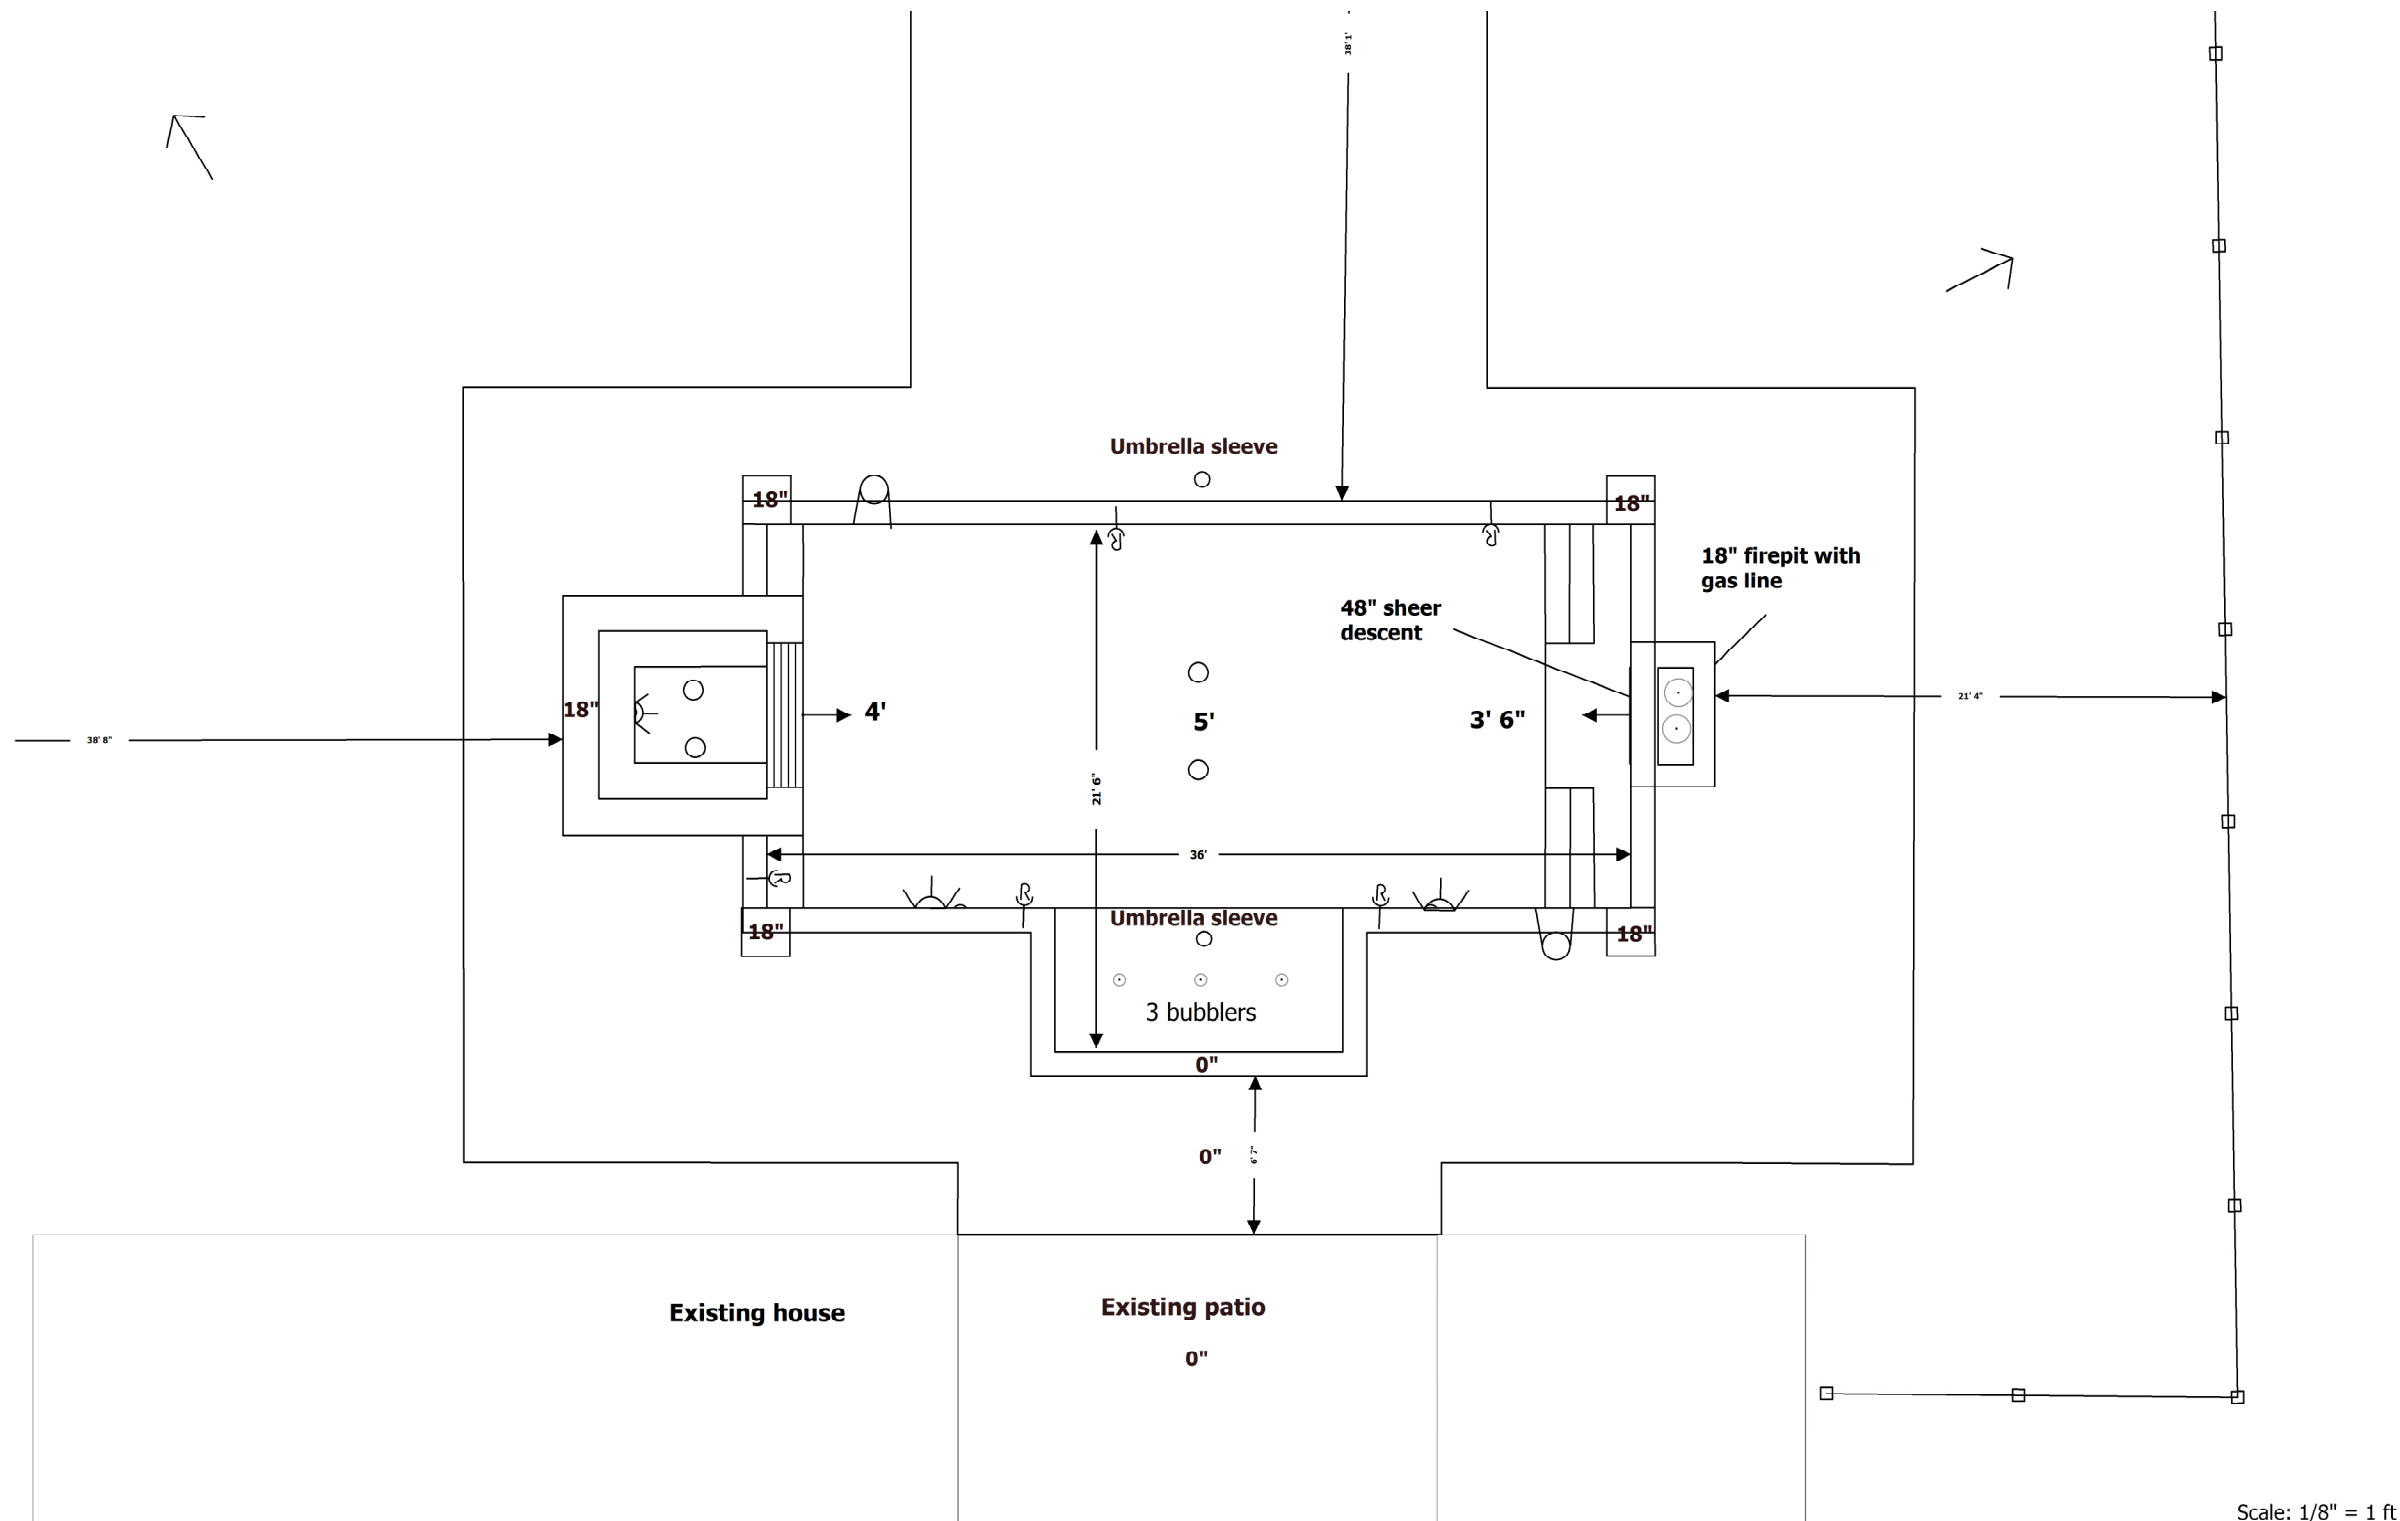 38' 1'
Umbrella sleeve
18"
18"
18" firepit with
gas line
48" sheer
descent
18"
4'
5'
3' 6"
21' 4"
38' 8"
21' 6"
36'
R
R
R
R
R
Umbrella sleeve
18"
18"
3 bubblers
0"
0"
6' 7"
Existing house
Existing patio
0"
Scale: 1/8" = 1 ft